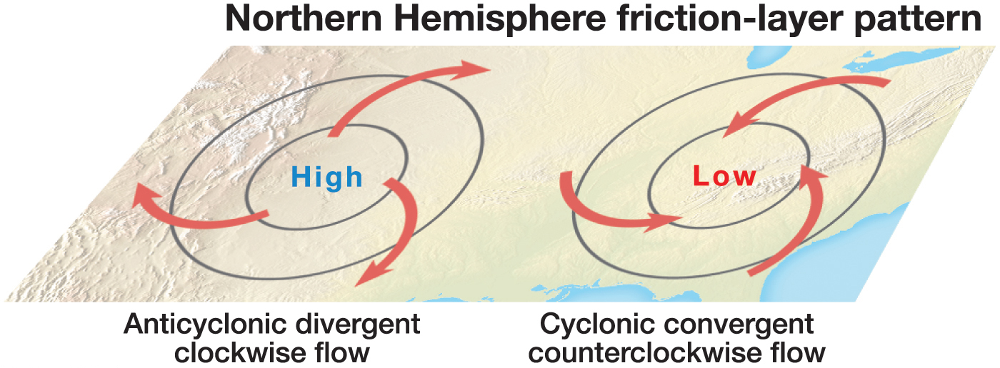 Northern Hemisphere friction-layer pattern
High
Low
Anticyclonic divergent
clockwise flow
Cyclonic convergent
counterclockwise flow